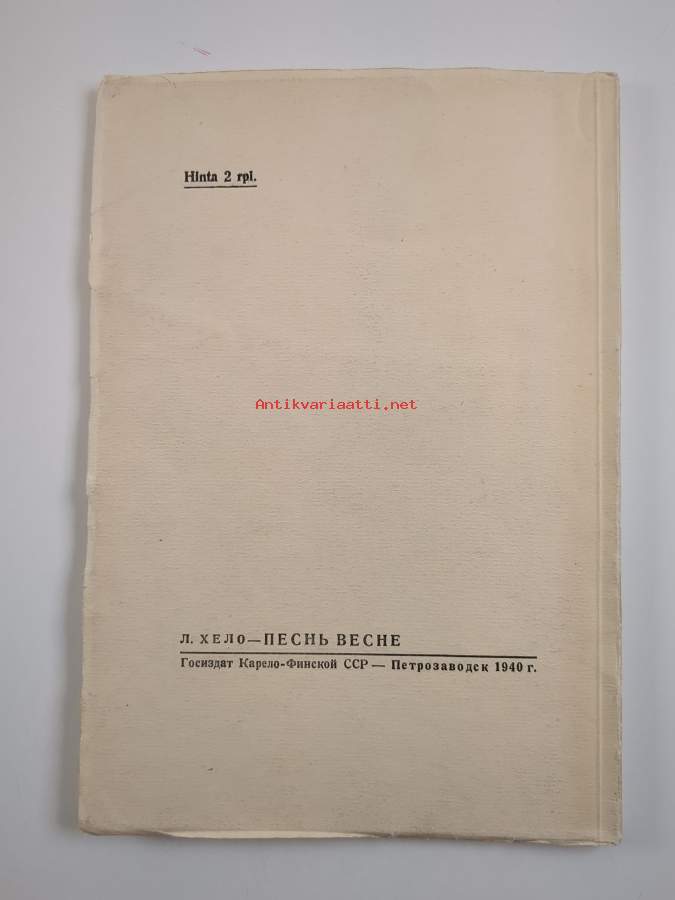 Hinta 2 rpl.
Antikvariaatti.net
Л. ХЕЛО—ПЕСНЬ ВЕСНЕ
Госиздат Карело-Финской ССР — Петрозаводск 1940 г.